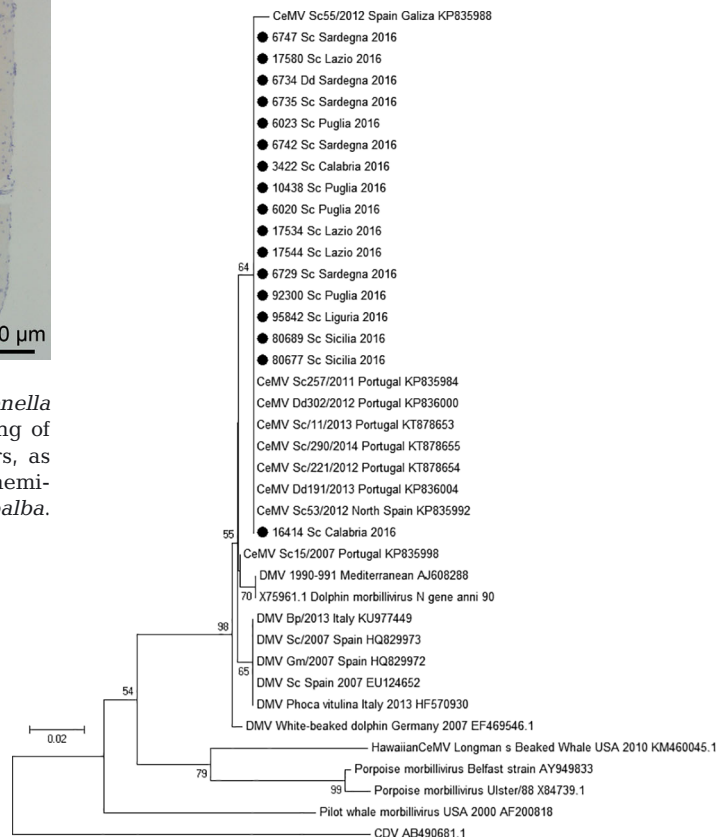 0 µm
nella
ng of
rs, as
hemi-
alba.
CeMV Sc55/2012 Spain Galiza KP835988
6747 Sc Sardegna 2016
17580 Sc Lazio 2016
6734 Dd Sardegna 2016
6735 Sc Sardegna 2016
6023 Sc Puglia 2016
6742 Sc Sardegna 2016
3422 Sc Calabria 2016
10438 Sc Puglia 2016
6020 Sc Puglia 2016
17534 Sc Lazio 2016
17544 Sc Lazio 2016
64
6729 Sc Sardegna 2016
92300 Sc Puglia 2016
95842 Sc Liguria 2016
80689 Sc Sicilia 2016
80677 Sc Sicilia 2016
CeMV Sc257/2011 Portugal KP835984
CeMV Dd302/2012 Portugal KP836000
CeMV Sc/11/2013 Portugal KT878653
CeMV Sc/290/2014 Portugal KT878655
CeMV Sc/221/2012 Portugal KT878654
CeMV Dd191/2013 Portugal KP836004
CeMV Sc53/2012 North Spain KP835992
55
16414 Sc Calabria 2016
CeMV Sc15/2007 Portugal KP835998
DMV 1990-991 Mediterranean AJ608288
70
X75961.1 Dolphin morbillivirus N gene anni 90
DMV Bp/2013 Italy KU977449
98
DMV Sc/2007 Spain HQ829973
DMV Gm/2007 Spain HQ829972
65
DMV Sc Spain 2007 EU124652
54
DMV Phoca vitulina Italy 2013 HF570930
DMV White-beaked dolphin Germany 2007 EF469546.1
0.02
HawaiianCeMV Longman s Beaked Whale USA 2010 KM460045.1
79
Porpoise morbillivirus Belfast strain AY949833
99
Porpoise morbillivirus Ulster/88 X84739.1
Pilot whale morbillivirus USA 2000 AF200818
CDV AB490681.1